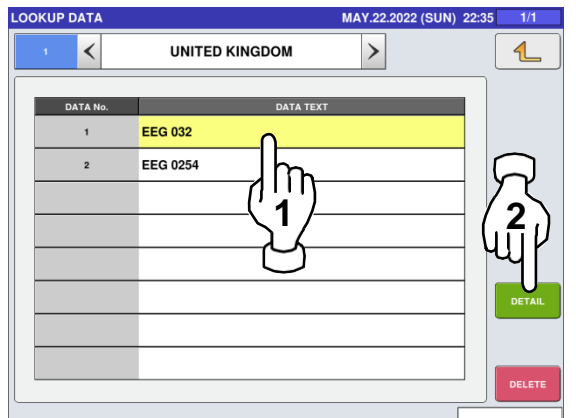 LOOKUP DATA MAY.22.2022 (SUN) 22:35 1/1
1 < UNITED KINGDOM >
DATA No. DATA TEXT
1 EEG 032
2 EEG 0254
1
2
DETAIL
DELETE